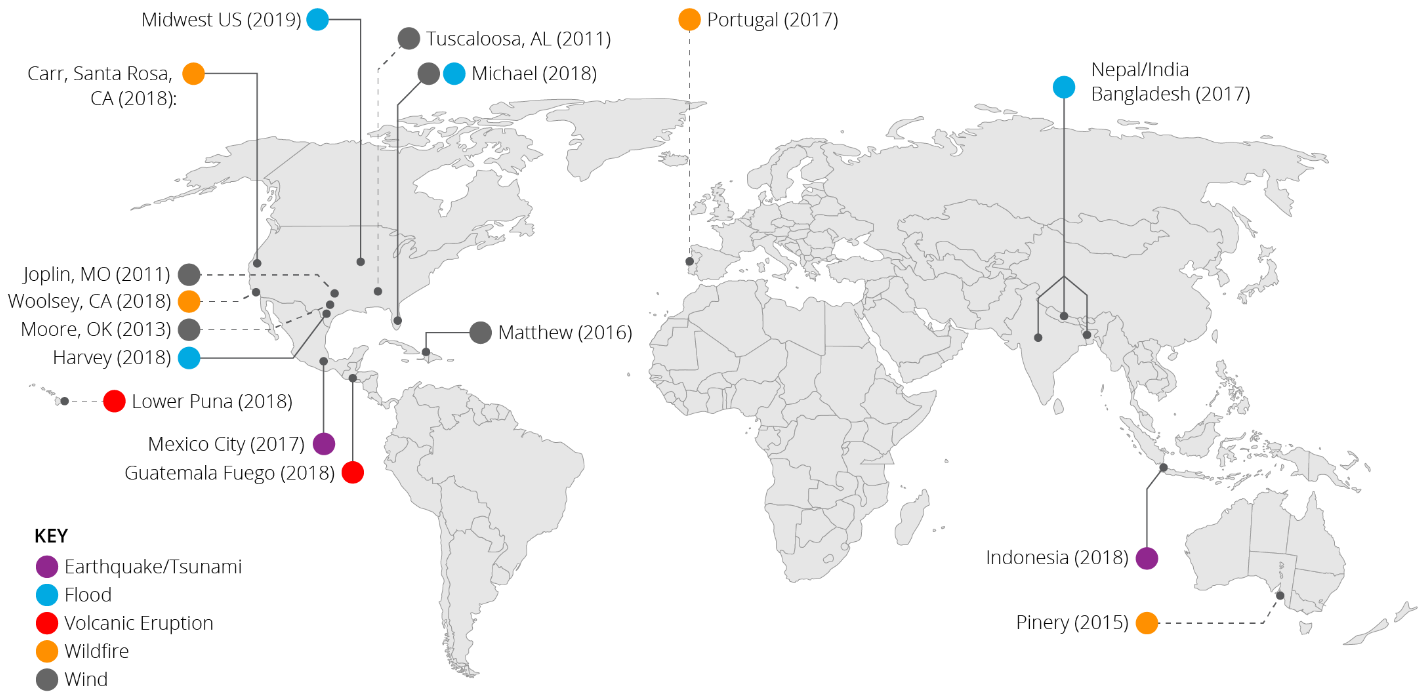 Midwest US (2019)
Portugal (2017)
Tuscaloosa, AL (2011)
Carr, Santa Rosa,
CA (2018):
Michael (2018)
Nepal/India
Bangladesh (2017)
Joplin, MO (2011)
Woolsey, CA (2018)
Moore, OK (2013)
Harvey (2018)
Matthew (2016)
Lower Puna (2018)
Mexico City (2017)
Guatemala Fuego (2018)
Indonesia (2018)
Pinery (2015)
KEY
Earthquake/Tsunami
Flood
Volcanic Eruption
Wildfire
Wind